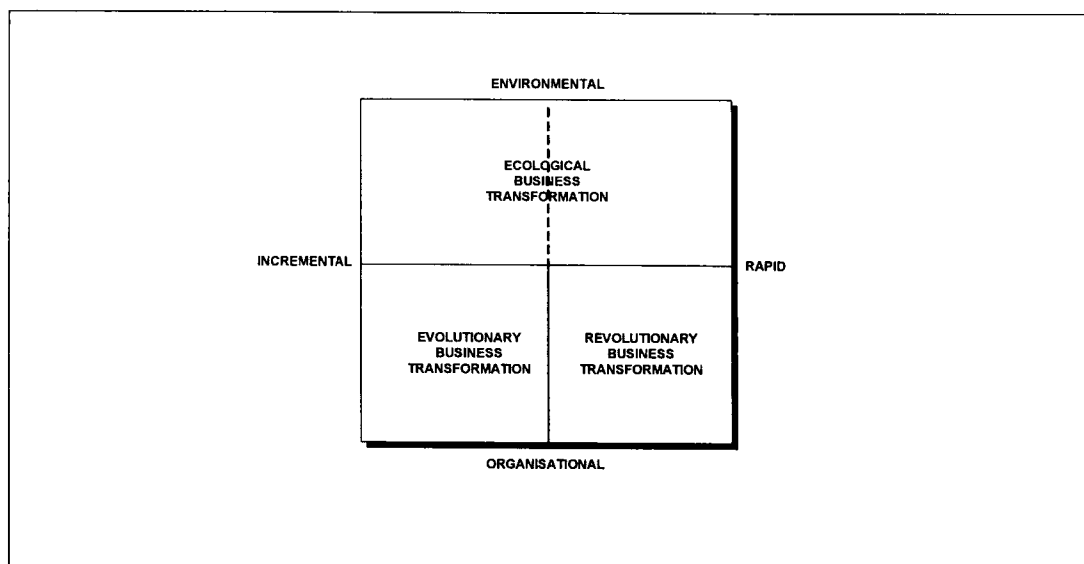 ENVIRONMENTAL
ECOLOGICAL
BUSINESS
TRANSFORMATION
INCREMENTAL
RAPID
EVOLUTIONARY
BUSINESS
TRANSFORMATION
REVOLUTIONARY
BUSINESS
TRANSFORMATION
ORGANISATIONAL